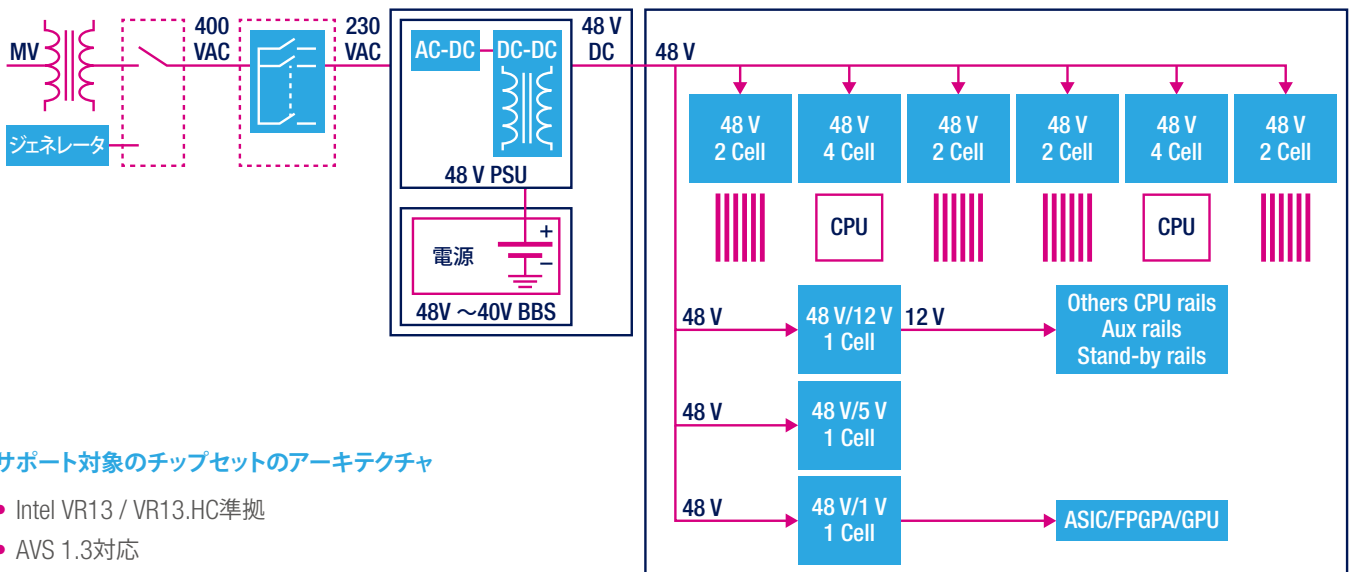 MV
400
VAC
230
VAC
ジェネレータ
AC-DC
DC-DC
48 V PSU
48 V
DC
電源
+
−
48V ～40V BBS
48 V
48 V
2 Cell
48 V
4 Cell
48 V
2 Cell
48 V
2 Cell
48 V
4 Cell
48 V
2 Cell
CPU
CPU
48 V
48 V/12 V
1 Cell
12 V
Others CPU rails
Aux rails
Stand-by rails
48 V
48 V/5 V
1 Cell
48 V
48 V/1 V
1 Cell
ASIC/FPGPA/GPU
サポート対象のチップセットのアーキテクチャ
• Intel VR13 / VR13.HC準拠
• AVS 1.3対応